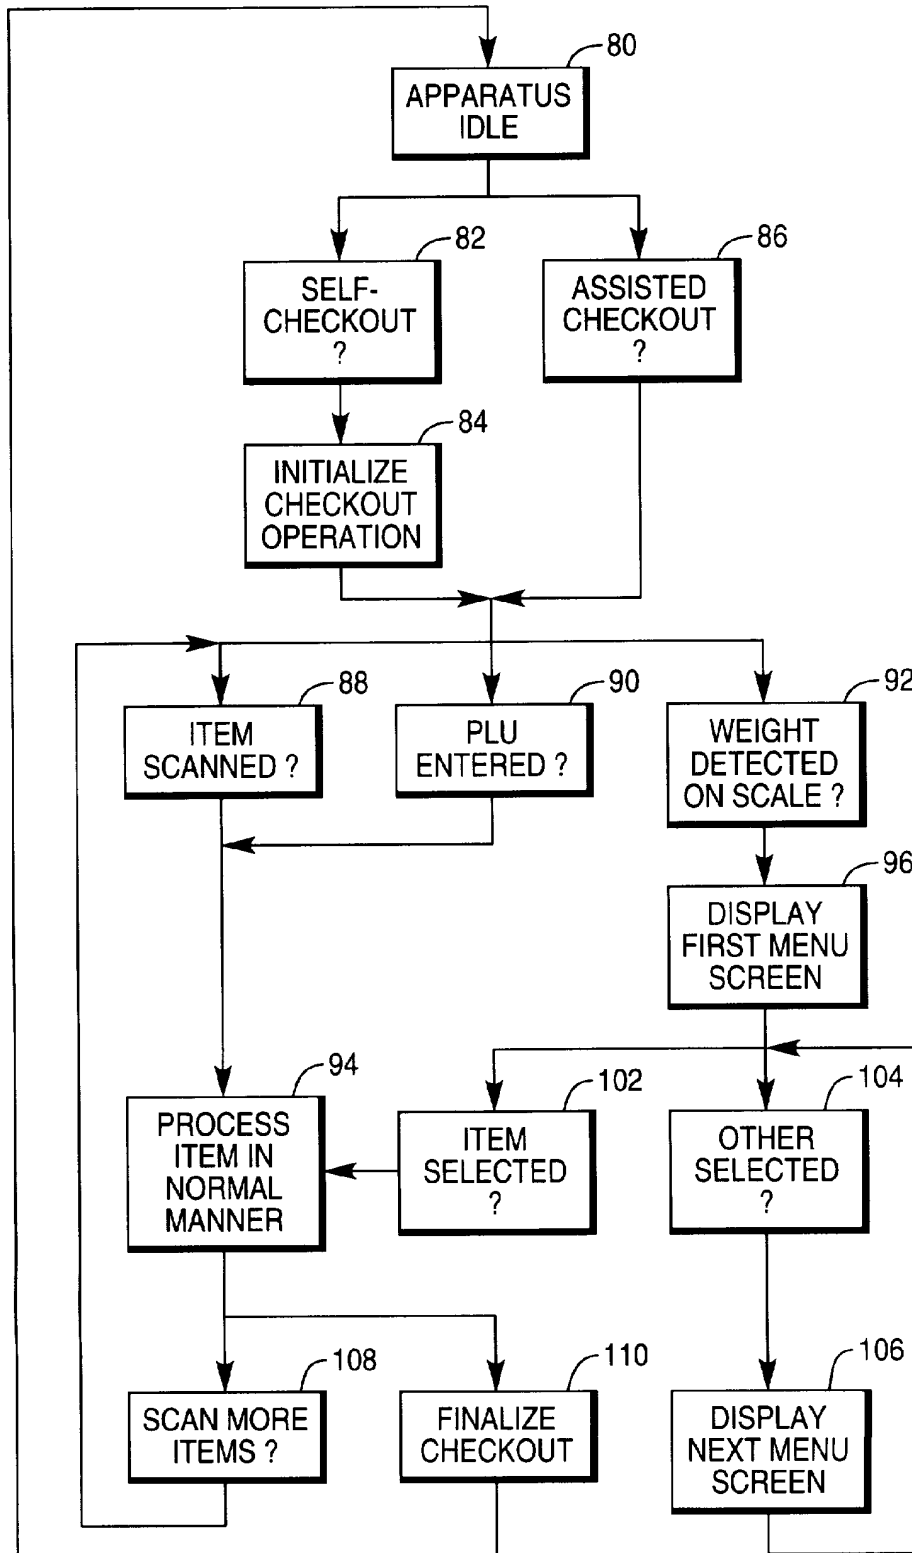 80
APPARATUS
IDLE
82
SELF-
CHECKOUT
?
86
ASSISTED
CHECKOUT
?
84
INITIALIZE
CHECKOUT
OPERATION
88
ITEM
SCANNED ?
90
PLU
ENTERED ?
92
WEIGHT
DETECTED
ON SCALE ?
96
DISPLAY
FIRST MENU
SCREEN
94
PROCESS
ITEM IN
NORMAL
MANNER
102
ITEM
SELECTED
?
104
OTHER
SELECTED
?
108
SCAN MORE
ITEMS ?
110
FINALIZE
CHECKOUT
106
DISPLAY
NEXT MENU
SCREEN